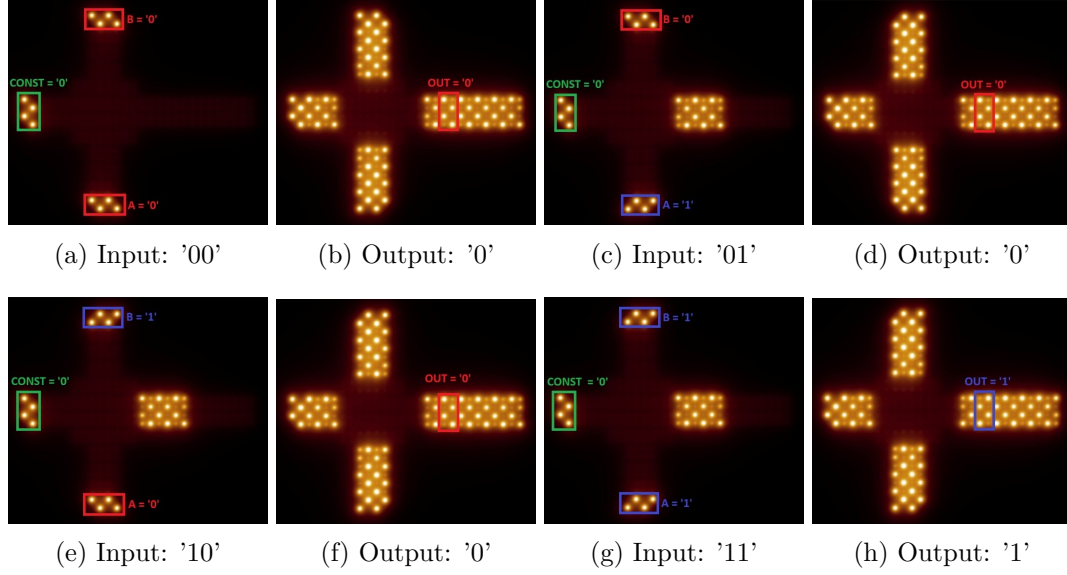 B = '0'
CONST = '0'
A = '0'
(a) Input: '00'
OUT = '0'
(b) Output: '0'
B = '0'
CONST = '0'
A = '1'
(c) Input: '01'
OUT = '0'
(d) Output: '0'
B = '1'
CONST = '0'
A = '0'
(e) Input: '10'
OUT = '0'
(f) Output: '0'
B = '1'
CONST = '0'
A = '1'
(g) Input: '11'
OUT = '1'
(h) Output: '1'